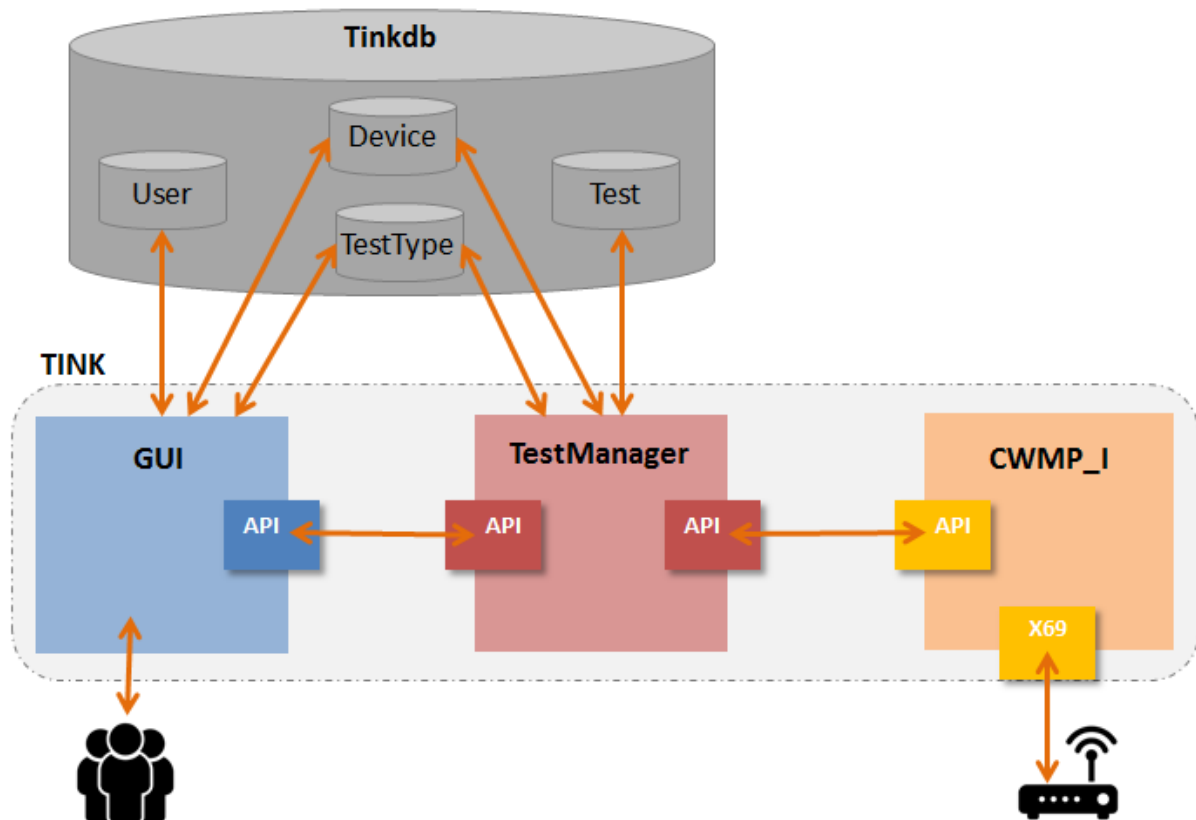 Tinkdb
Device
User
Test
TestType
TINK
GUI
TestManager
CWMP_I
API
API
API
API
X69